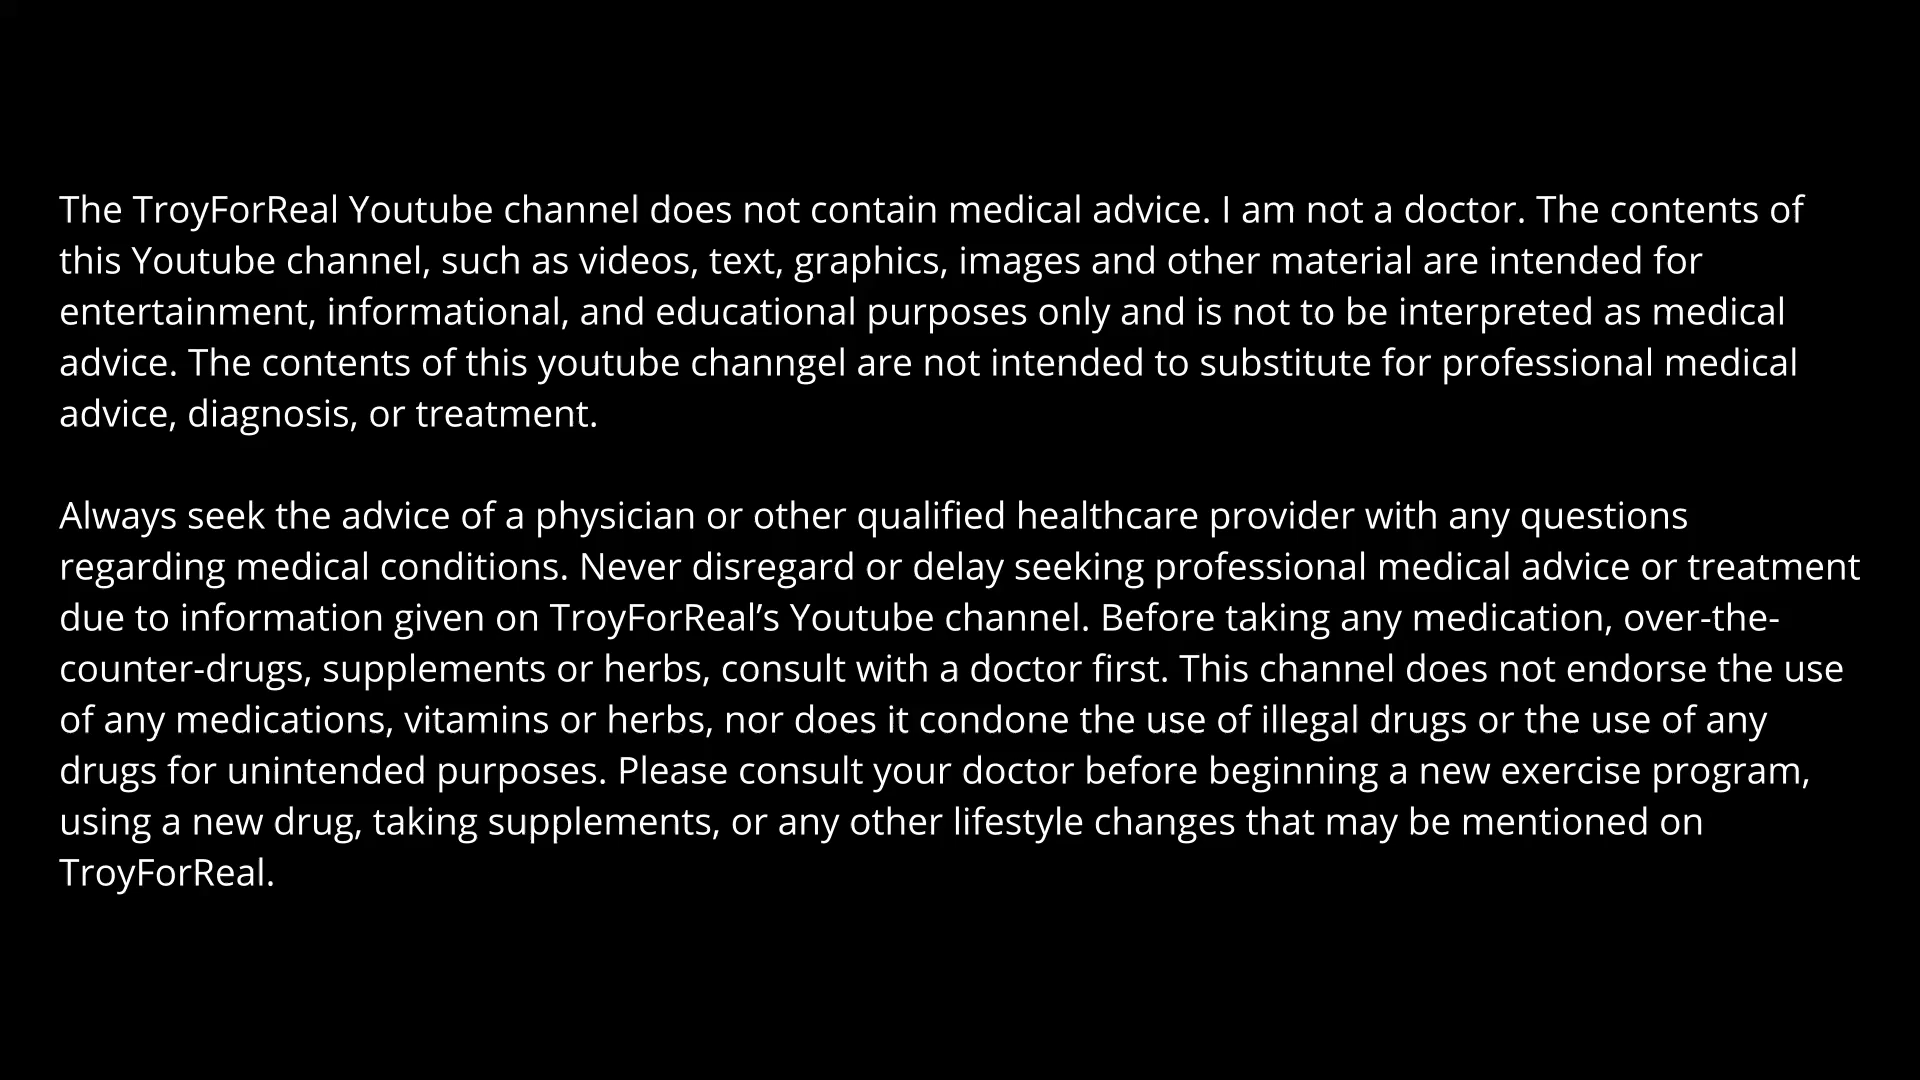 The TroyForReal Youtube channel does not contain medical advice. I am not a doctor. The contents of
this Youtube channel, such as videos, text, graphics, images and other material are intended for
entertainment, informational, and educational purposes only and is not to be interpreted as medical
advice. The contents of this youtube channgel are not intended to substitute for professional medical
advice, diagnosis, or treatment.
Always seek the advice of a physician or other qualified healthcare provider with any questions
regarding medical conditions. Never disregard or delay seeking professional medical advice or treatment
due to information given on TroyForReal’s Youtube channel. Before taking any medication, over-the-
counter-drugs, supplements or herbs, consult with a doctor first. This channel does not endorse the use
of any medications, vitamins or herbs, nor does it condone the use of illegal drugs or the use of any
drugs for unintended purposes. Please consult your doctor before beginning a new exercise program,
using a new drug, taking supplements, or any other lifestyle changes that may be mentioned on
TroyForReal.